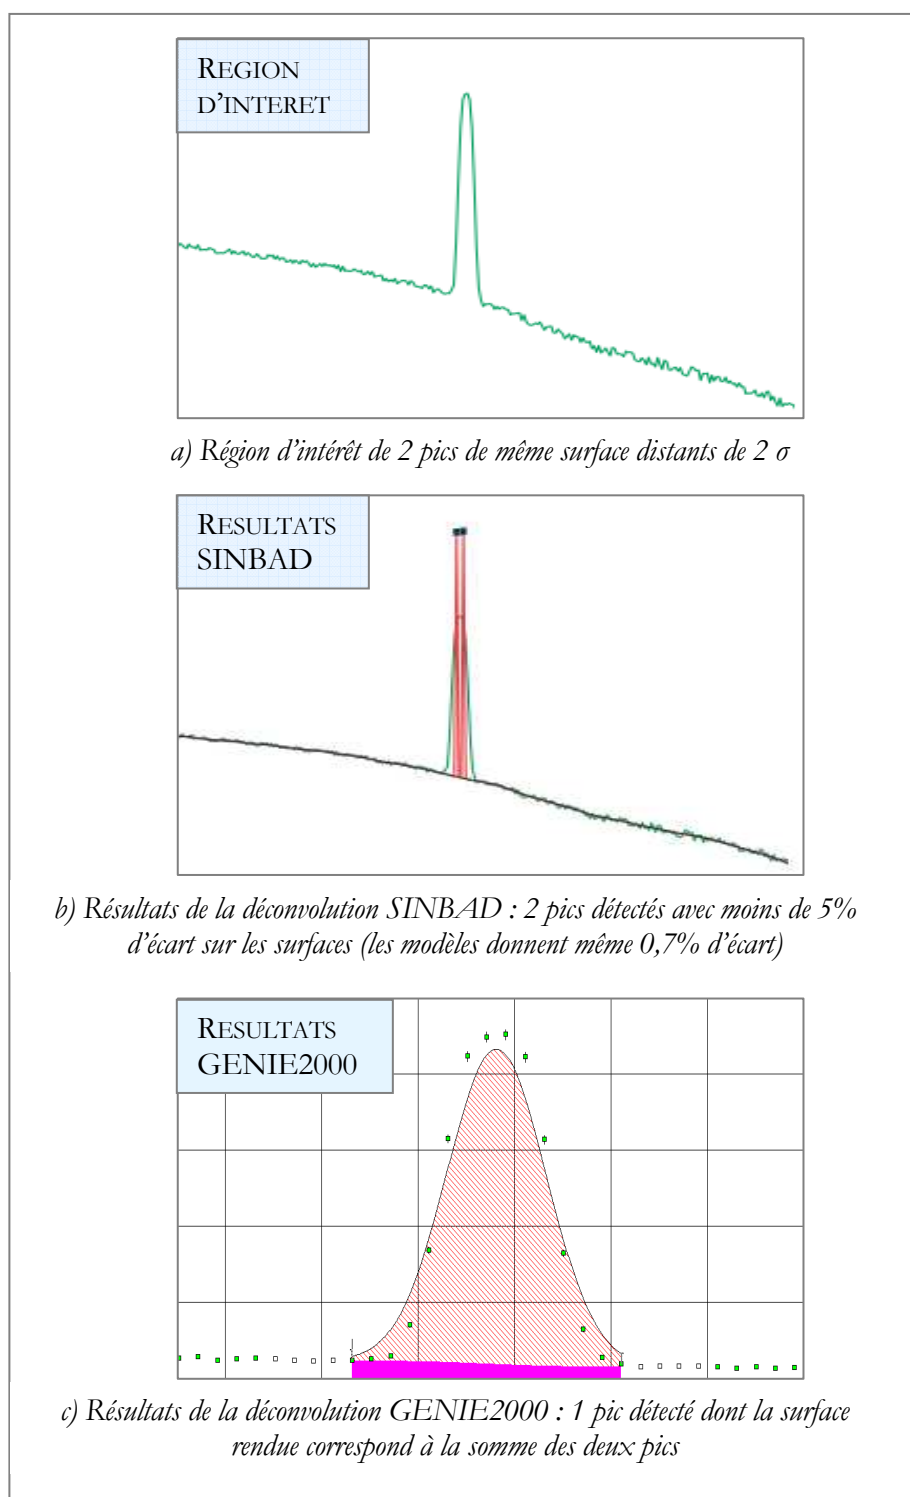 REGION
D'INTERET
a) Région d'intérêt de 2 pics de même surface distants de 2 σ
RESULTATS
SINBAD
b) Résultats de la déconvolution SINBAD : 2 pics détectés avec moins de 5%
d'écart sur les surfaces (les modèles donnent même 0,7% d'écart)
RESULTATS
GENIE2000
c) Résultats de la déconvolution GENIE2000 : 1 pic détecté dont la surface
rendue correspond à la somme des deux pics